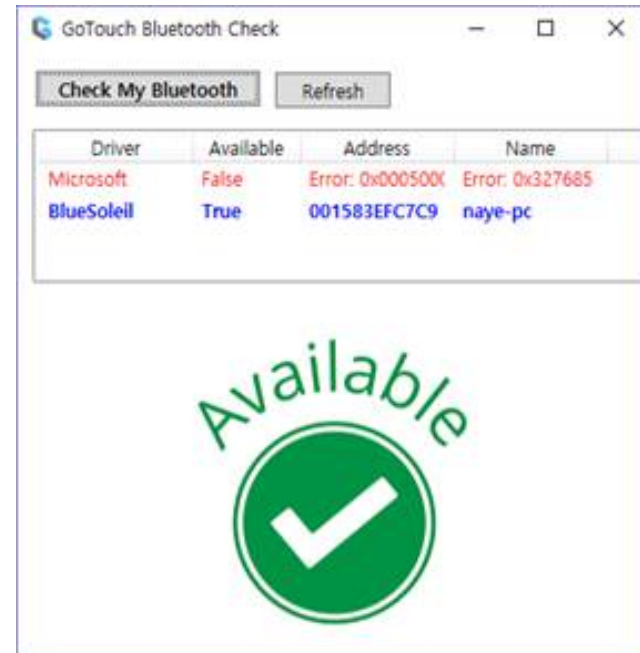 GoTouch Bluetooth Check
Check My Bluetooth Refresh
Driver Available Address Name
Microsoft False Error: 0x000500( Error: 0x327685
BlueSoleil True 001583EFC7C9 naye-pc
Available